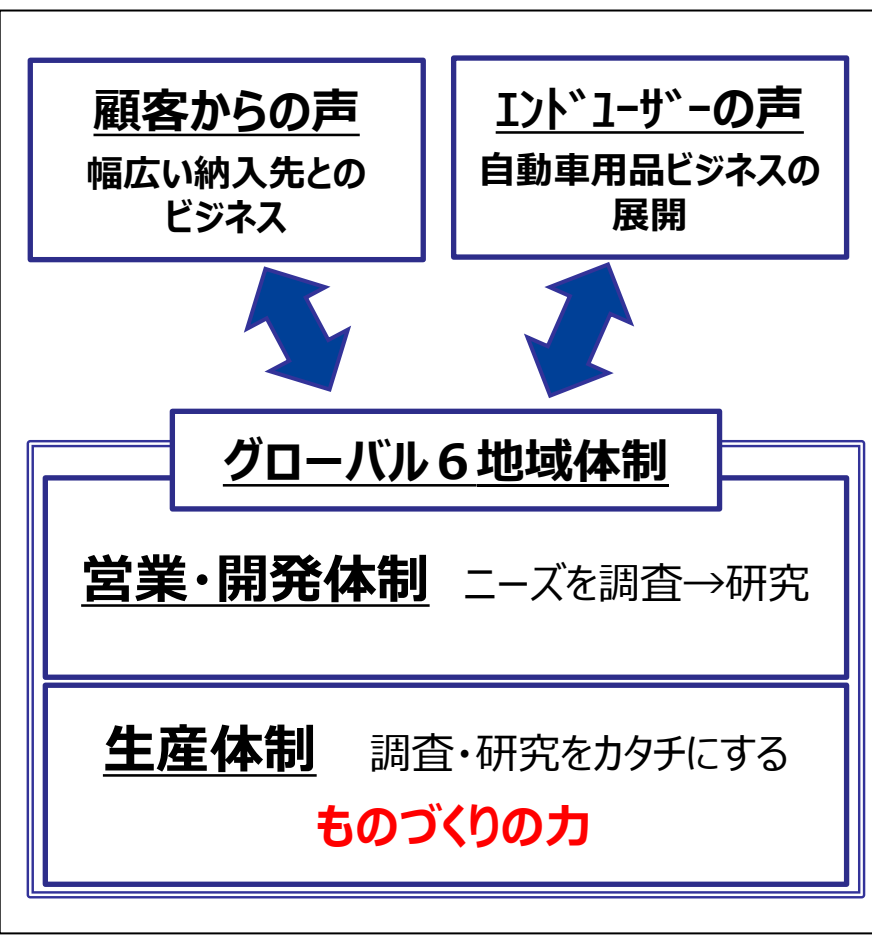 顧客からの声
幅広い納入先との
ビジネス
ｴﾝﾄﾞﾕｰｻﾞｰの声
自動車用品ビジネスの
展開
グローバル６地域体制
営業・開発体制 ニーズを調査→研究
生産体制 調査・研究をカタチにする
ものづくりの力